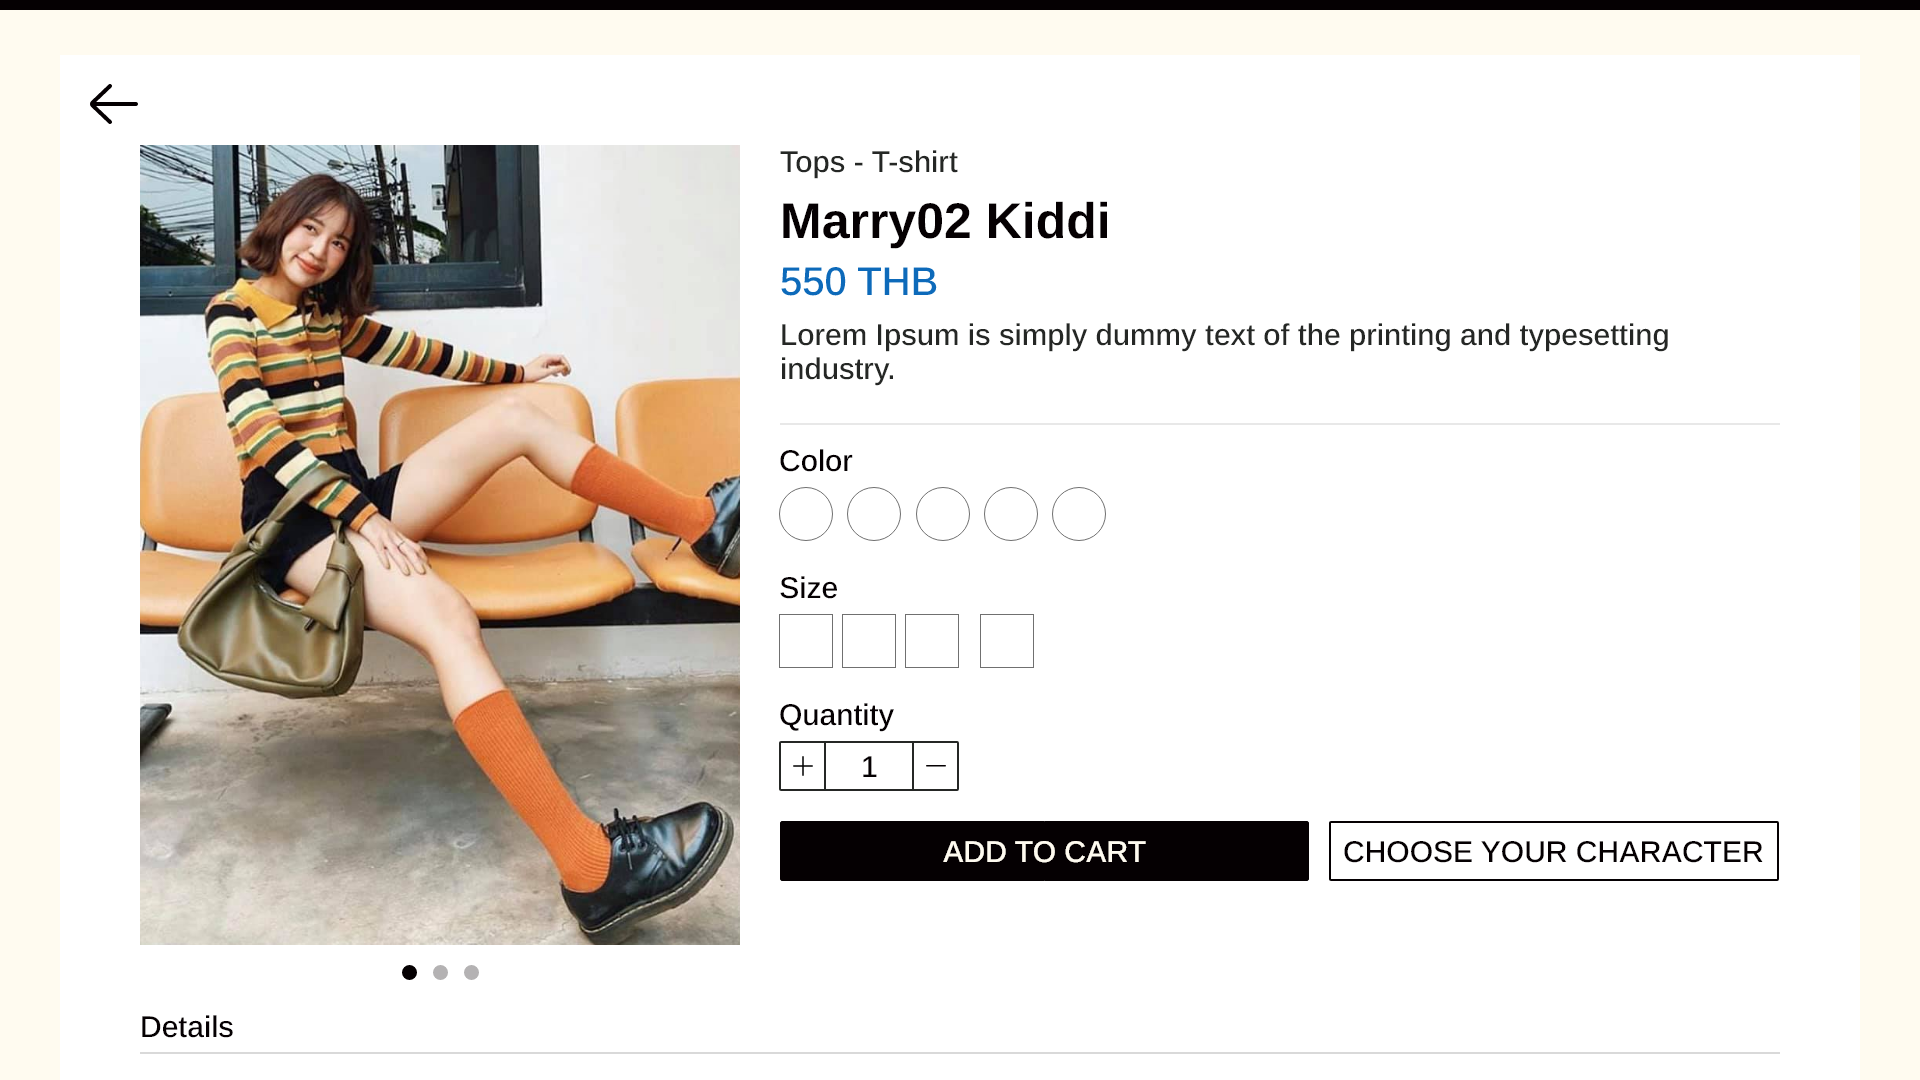 Tops - T-shirt
Marry02 Kiddi
550 THB
Lorem Ipsum is simply dummy text of the printing and typesetting
industry.
Color
Size
Quantity
+ 1 −
ADD TO CART
CHOOSE YOUR CHARACTER
Details